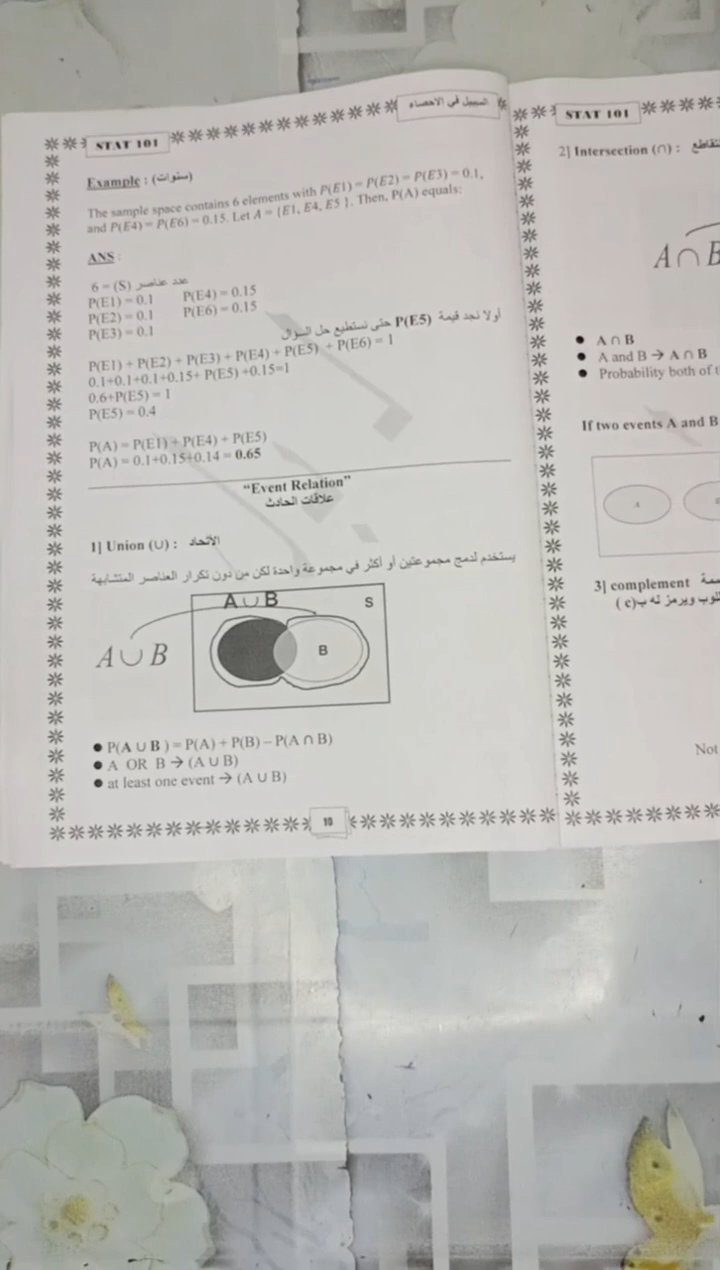 STAT 101
السبيل في الاحصاء
Example : (سنوات)
The sample space contains 6 elements with P(E1) = P(E2) = P(E3) = 0.1,
and P(E4) = P(E6) = 0.15. Let A = {E1, E4, E5 }. Then, P(A) equals:
ANS :
6 = (S) عدد عناصر
P(E1) = 0.1 P(E4) = 0.15
P(E2) = 0.1 P(E6) = 0.15
P(E3) = 0.1
أولا نجد قيمة P(E5) حتى نستطيع حل السؤال
P(E1) + P(E2) + P(E3) + P(E4) + P(E5) + P(E6) = 1
0.1+0.1+0.1+0.15+ P(E5) +0.15=1
0.6+P(E5) = 1
P(E5) = 0.4
P(A) = P(E1) + P(E4) + P(E5)
P(A) = 0.1+0.15+0.14 = 0.65
“Event Relation”
علاقات الحادث
1] Union (∪) : الاتحاد
يستخدم لدمج مجموعتين أو أكثر في مجموعة واحدة لكن من دون تكرار العناصر المتشابهة
A ∪ B
S
A ∪ B
B
● P(A ∪ B ) = P(A) + P(B) – P(A ∩ B)
● A OR B → (A ∪ B)
● at least one event → (A ∪ B)
10
STAT 101
2] Intersection (∩) :
A ∩ B
● A ∩ B
● A and B → A ∩ B
● Probability both of
If two events A and B
A
3] complement
ويرمز له ب(c )
Not